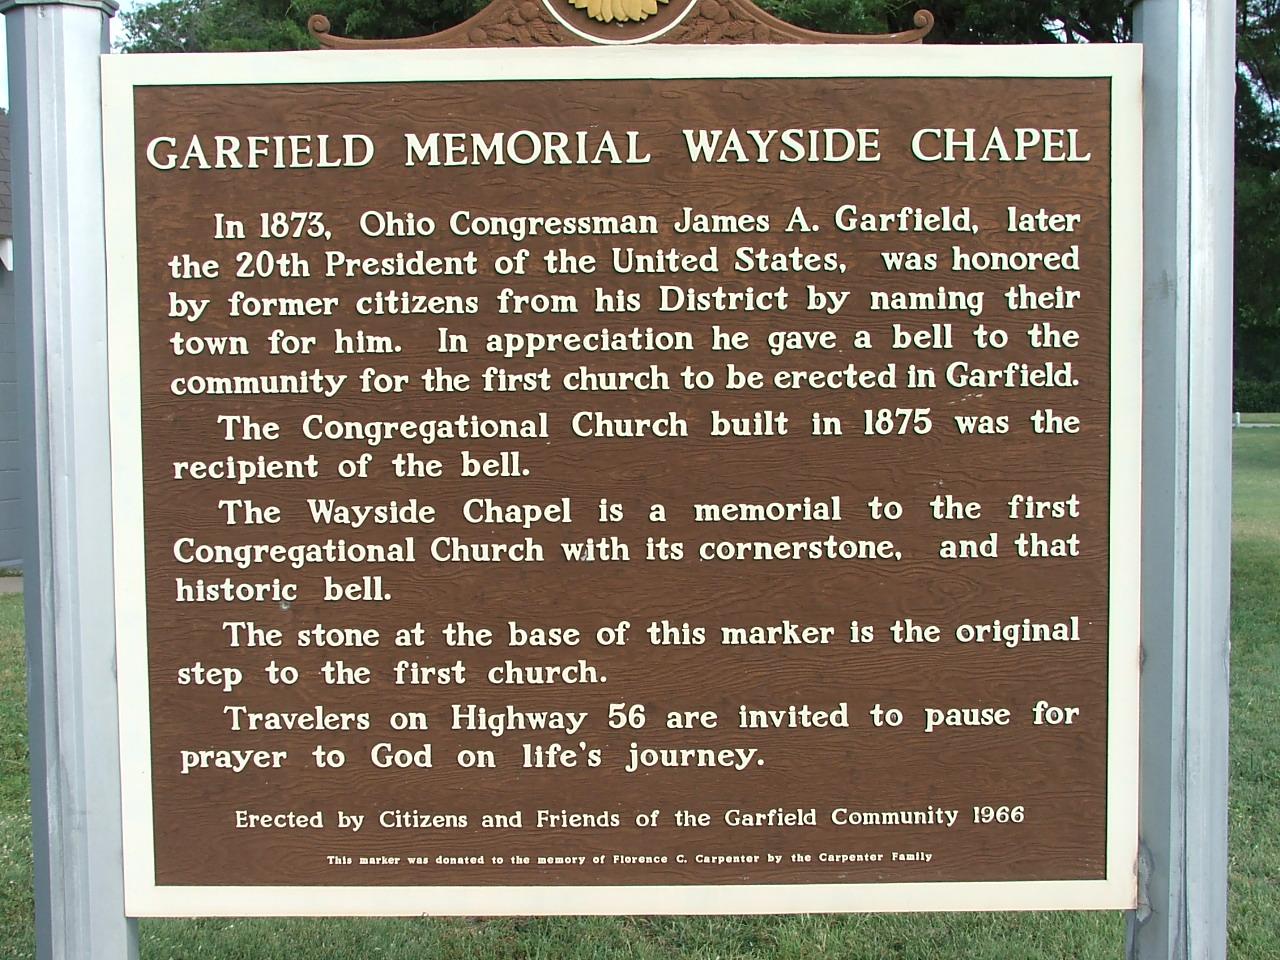 GARFIELD MEMORIAL WAYSIDE CHAPEL
In 1873, Ohio Congressman James A. Garfield, later
the 20th President of the United States, was honored
by former citizens from his District by naming their
town for him. In appreciation he gave a bell to the
community for the first church to be erected in Garfield.
The Congregational Church built in 1875 was the
recipient of the bell.
The Wayside Chapel is a memorial to the first
Congregational Church with its cornerstone, and that
historic bell.
The stone at the base of this marker is the original
step to the first church.
Travelers on Highway 56 are invited to pause for
prayer to God on life's journey.
Erected by Citizens and Friends of the Garfield Community 1966
This marker was donated to the memory of Florence C. Carpenter by the Carpenter Family